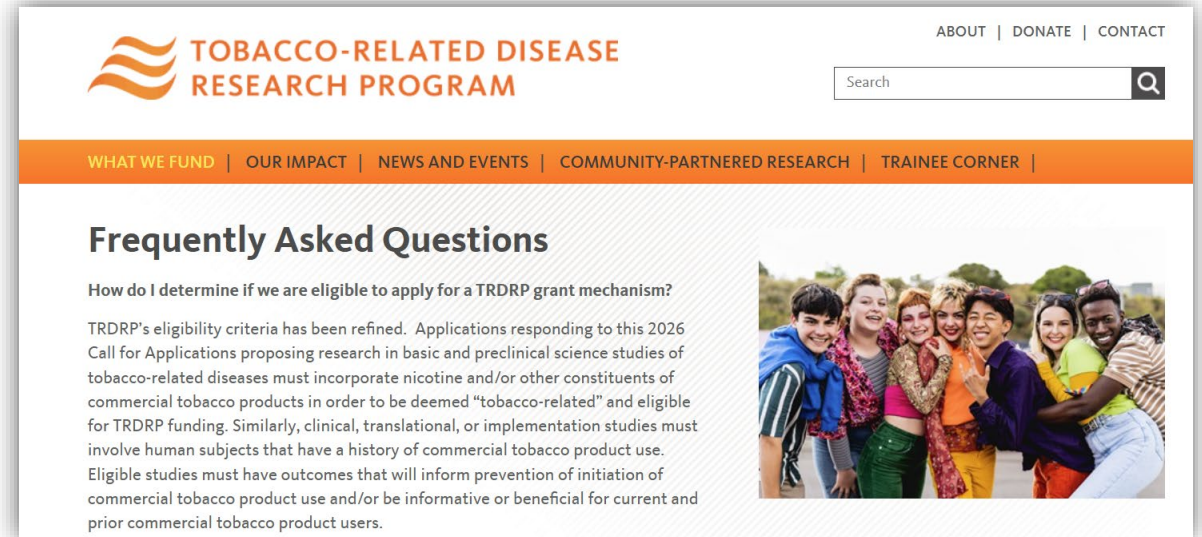 ABOUT | DONATE | CONTACT
TOBACCO-RELATED DISEASE
RESEARCH PROGRAM
Search
WHAT WE FUND | OUR IMPACT | NEWS AND EVENTS | COMMUNITY-PARTNERED RESEARCH | TRAINEE CORNER |
Frequently Asked Questions
How do I determine if we are eligible to apply for a TRDRP grant mechanism?
TRDRP's eligibility criteria has been refined. Applications responding to this 2026
Call for Applications proposing research in basic and preclinical science studies of
tobacco-related diseases must incorporate nicotine and/or other constituents of
commercial tobacco products in order to be deemed “tobacco-related” and eligible
for TRDRP funding. Similarly, clinical, translational, or implementation studies must
involve human subjects that have a history of commercial tobacco product use.
Eligible studies must have outcomes that will inform prevention of initiation of
commercial tobacco product use and/or be informative or beneficial for current and
prior commercial tobacco product users.